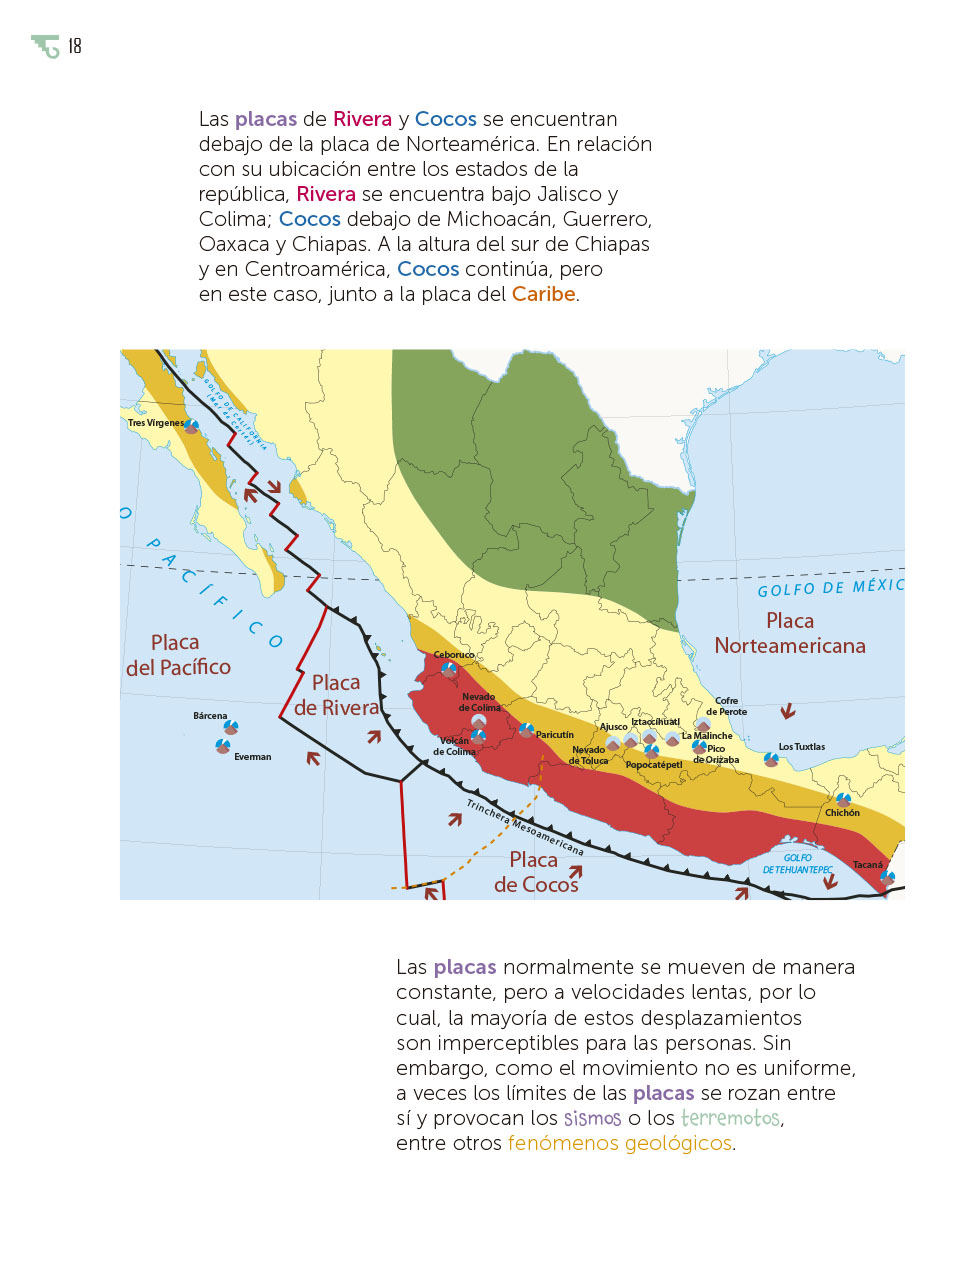 18
Las placas de Rivera y Cocos se encuentran
debajo de la placa de Norteamérica. En relación
con su ubicación entre los estados de la
república, Rivera se encuentra bajo Jalisco y
Colima; Cocos debajo de Michoacán, Guerrero,
Oaxaca y Chiapas. A la altura del sur de Chiapas
y en Centroamérica, Cocos continúa, pero
en este caso, junto a la placa del Caribe.
GOLFO DE CALIFORNIA
(Mar de Cortés)
Tres Vírgenes
O PACÍFICO
GOLFO DE MÉXIC
Placa
Norteamericana
Placa
del Pacífico
Placa
de Rivera
Bárcena
Everman
Ceboruco
Nevado
de Colima
Volcán
de Colima
Paricutín
Ajusco
Iztaccíhuatl
Cofre
de Perote
La Malinche
Nevado
de Toluca
Popocatépetl
Pico
de Orizaba
Los Tuxtlas
Chichón
Trinchera Mesoamericana
Placa
de Cocos
GOLFO
DE TEHUANTEPEC
Tacaná
Las placas normalmente se mueven de manera
constante, pero a velocidades lentas, por lo
cual, la mayoría de estos desplazamientos
son imperceptibles para las personas. Sin
embargo, como el movimiento no es uniforme,
a veces los límites de las placas se rozan entre
sí y provocan los sismos o los terremotos,
entre otros fenómenos geológicos.